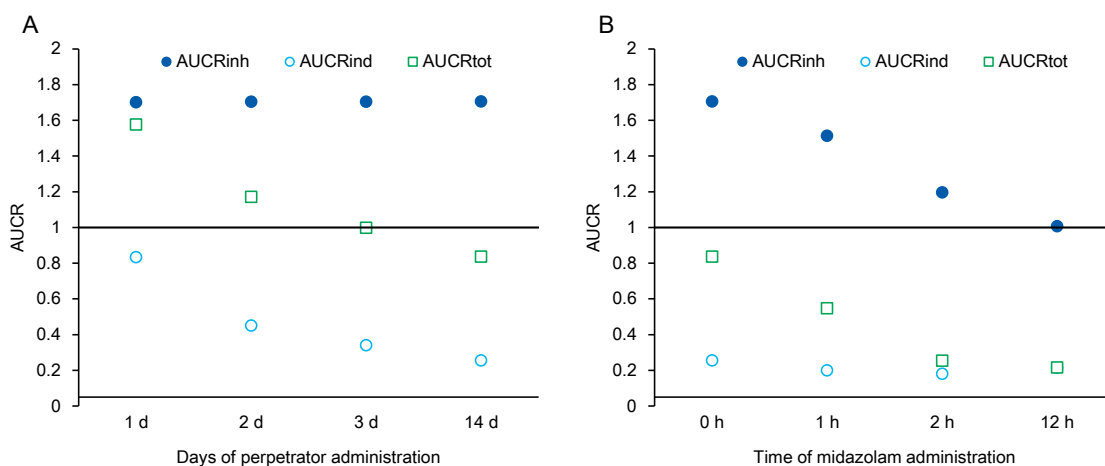 A
AUCRinh AUCRind AUCRtot
2
1.8
1.6
1.4
1.2
1
0.8
0.6
0.4
0.2
0
AUCR
1 d 2 d 3 d 14 d
Days of perpetrator administration
B
AUCRinh AUCRind AUCRtot
2
1.8
1.6
1.4
1.2
1
0.8
0.6
0.4
0.2
0
AUCR
0 h 1 h 2 h 12 h
Time of midazolam administration